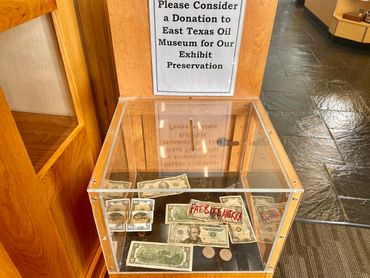 Please Consider
a Donation to
East Texas Oil
Museum for Our
Exhibit
Preservation